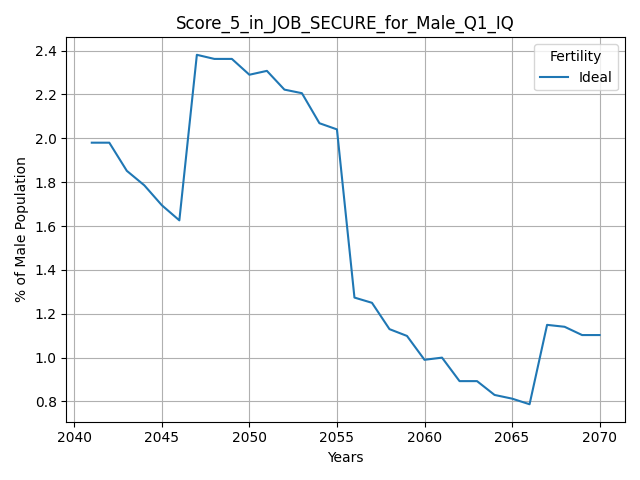 Score_5_in_JOB_SECURE_for_Male_Q1_IQ
% of Male Population
2.4
2.2
2.0
1.8
1.6
1.4
1.2
1.0
0.8
Fertility
Ideal
2040 2045 2050 2055 2060 2065 2070
Years